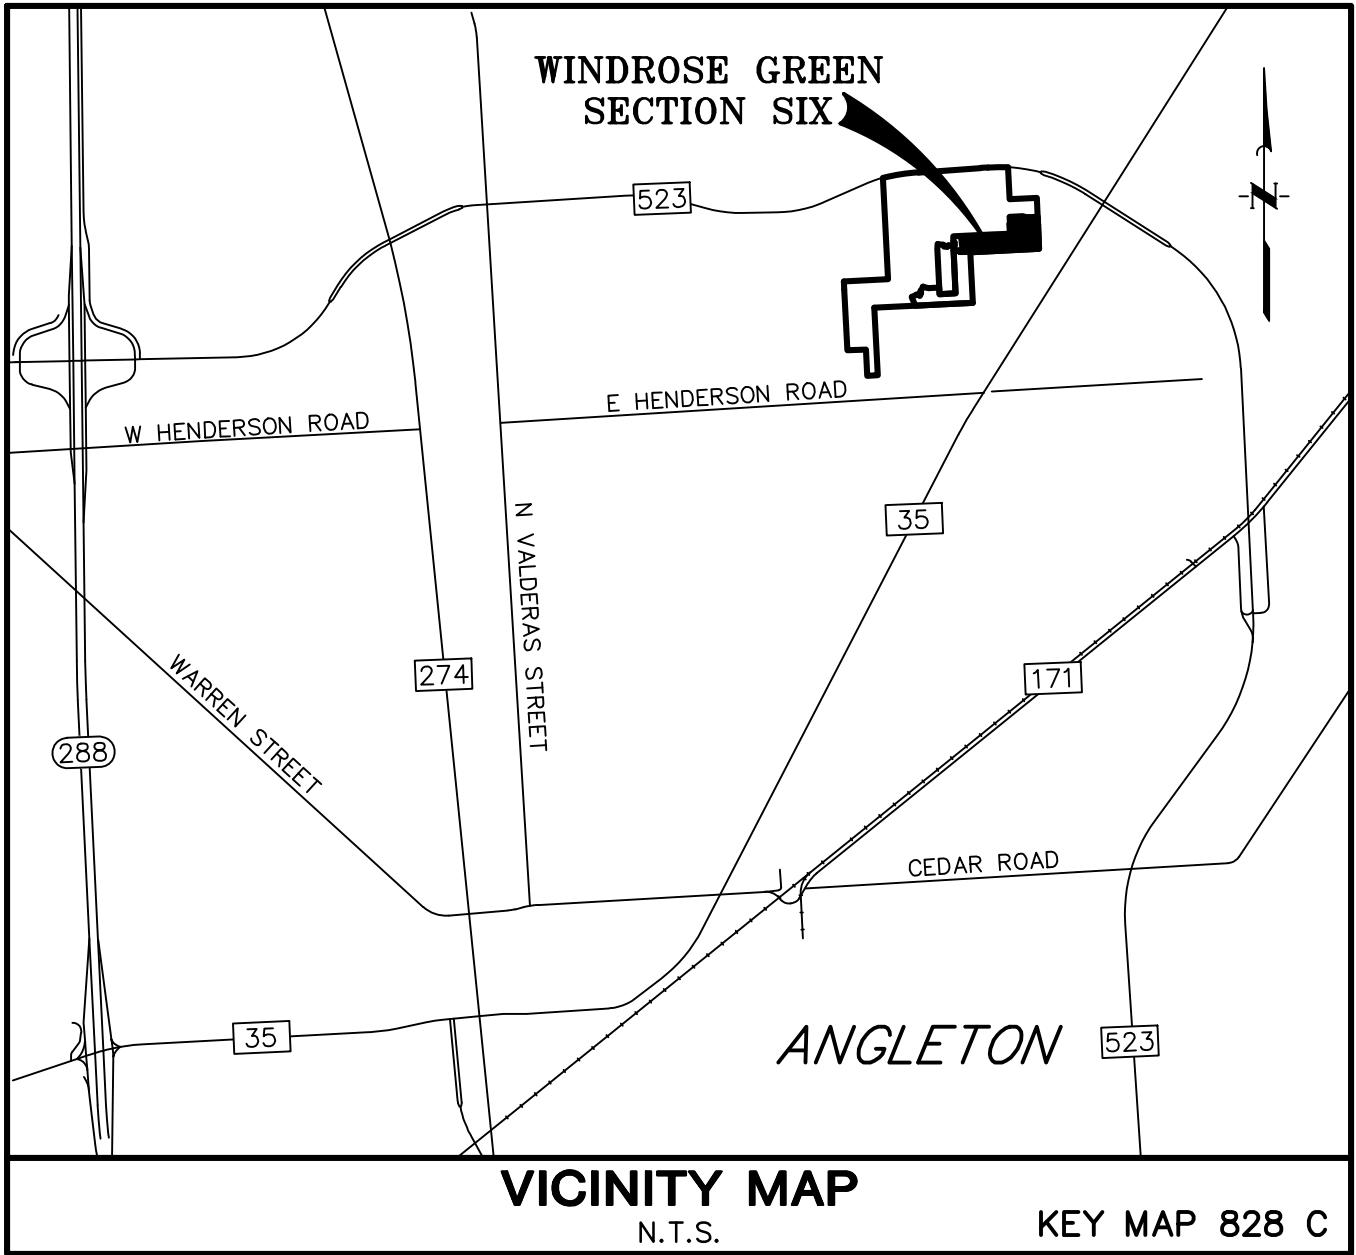 WINDROSE GREEN
SECTION SIX
523
N
W HENDERSON ROAD
E HENDERSON ROAD
N VALDERAS STREET
35
WARREN STREET
274
171
288
CEDAR ROAD
35
ANGLETON
523
VICINITY MAP
N.T.S.
KEY MAP 828 C